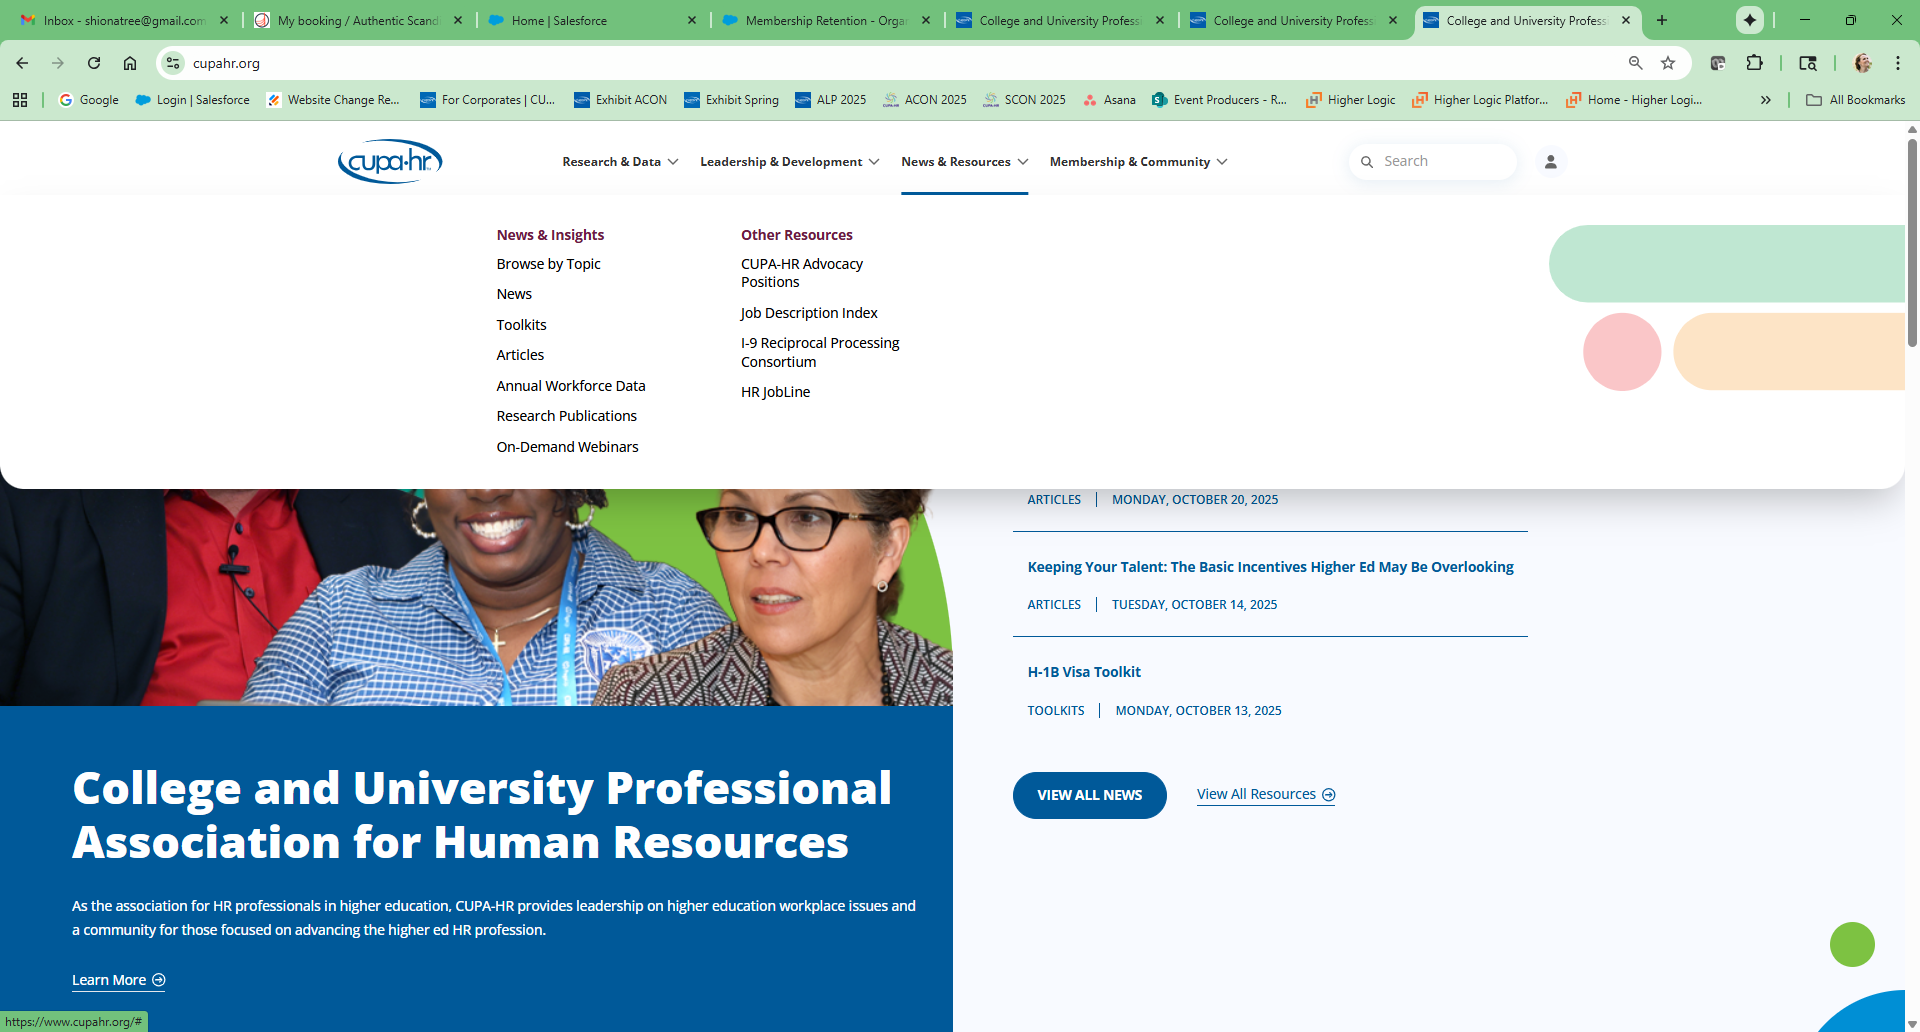 Inbox - shionatree@gmail.com
My booking / Authentic Scandi
Home | Salesforce
Membership Retention - Organ
College and University Professi
College and University Professi
College and University Professi
cupahr.org
Google
Login | Salesforce
Website Change Re...
For Corporates | CU...
Exhibit ACON
Exhibit Spring
ALP 2025
ACON 2025
SCON 2025
Asana
Event Producers - R...
Higher Logic
Higher Logic Platfor...
Home - Higher Logi...
All Bookmarks
cupa·hr
Research & Data
Leadership & Development
News & Resources
Membership & Community
Search
News & Insights
Browse by Topic
News
Toolkits
Articles
Annual Workforce Data
Research Publications
On-Demand Webinars
Other Resources
CUPA-HR Advocacy
Positions
Job Description Index
I-9 Reciprocal Processing
Consortium
HR JobLine
ARTICLES | MONDAY, OCTOBER 20, 2025
Keeping Your Talent: The Basic Incentives Higher Ed May Be Overlooking
ARTICLES | TUESDAY, OCTOBER 14, 2025
H-1B Visa Toolkit
TOOLKITS | MONDAY, OCTOBER 13, 2025
VIEW ALL NEWS
View All Resources
College and University Professional
Association for Human Resources
As the association for HR professionals in higher education, CUPA-HR provides leadership on higher education workplace issues and
a community for those focused on advancing the higher ed HR profession.
Learn More
https://www.cupahr.org/#